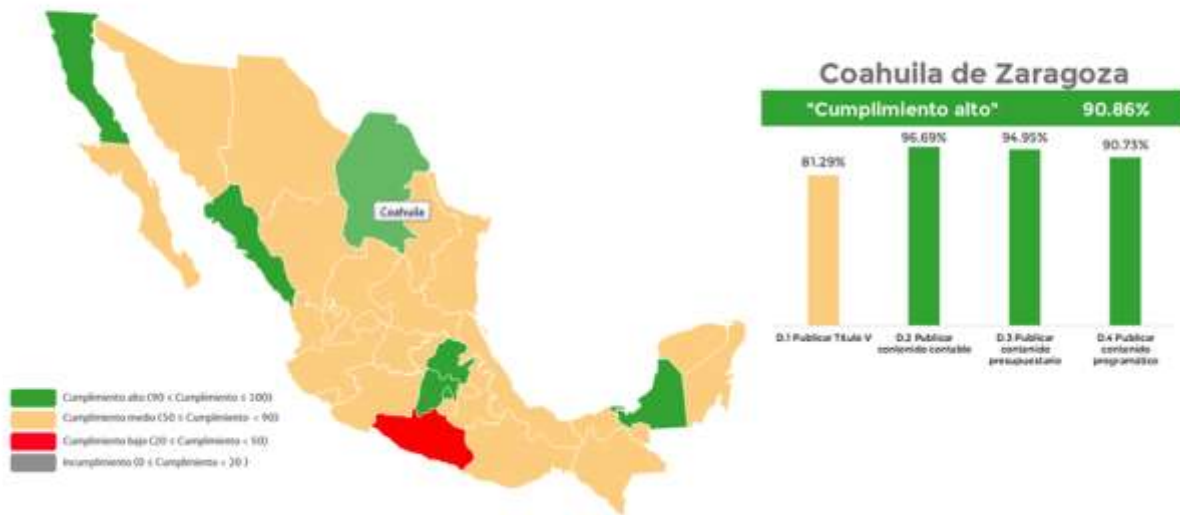 Coahuila de Zaragoza
"Cumplimiento alto" 90.86%
81.29%
96.69%
94.95%
90.73%
Coahuila
D.1 Publicar Título V
D.2 Publicar
contenido contable
D.3 Publicar
contenido
presupuestario
D.4 Publicar
contenido
programático
Cumplimiento alto (90 ≤ Cumplimiento ≤ 100)
Cumplimento medio (50 ≤ Cumplimiento < 90)
Cumplimiento bajo (20 ≤ Cumplimiento < 50)
Incumplimiento (0 ≤ Cumplimiento < 20 )